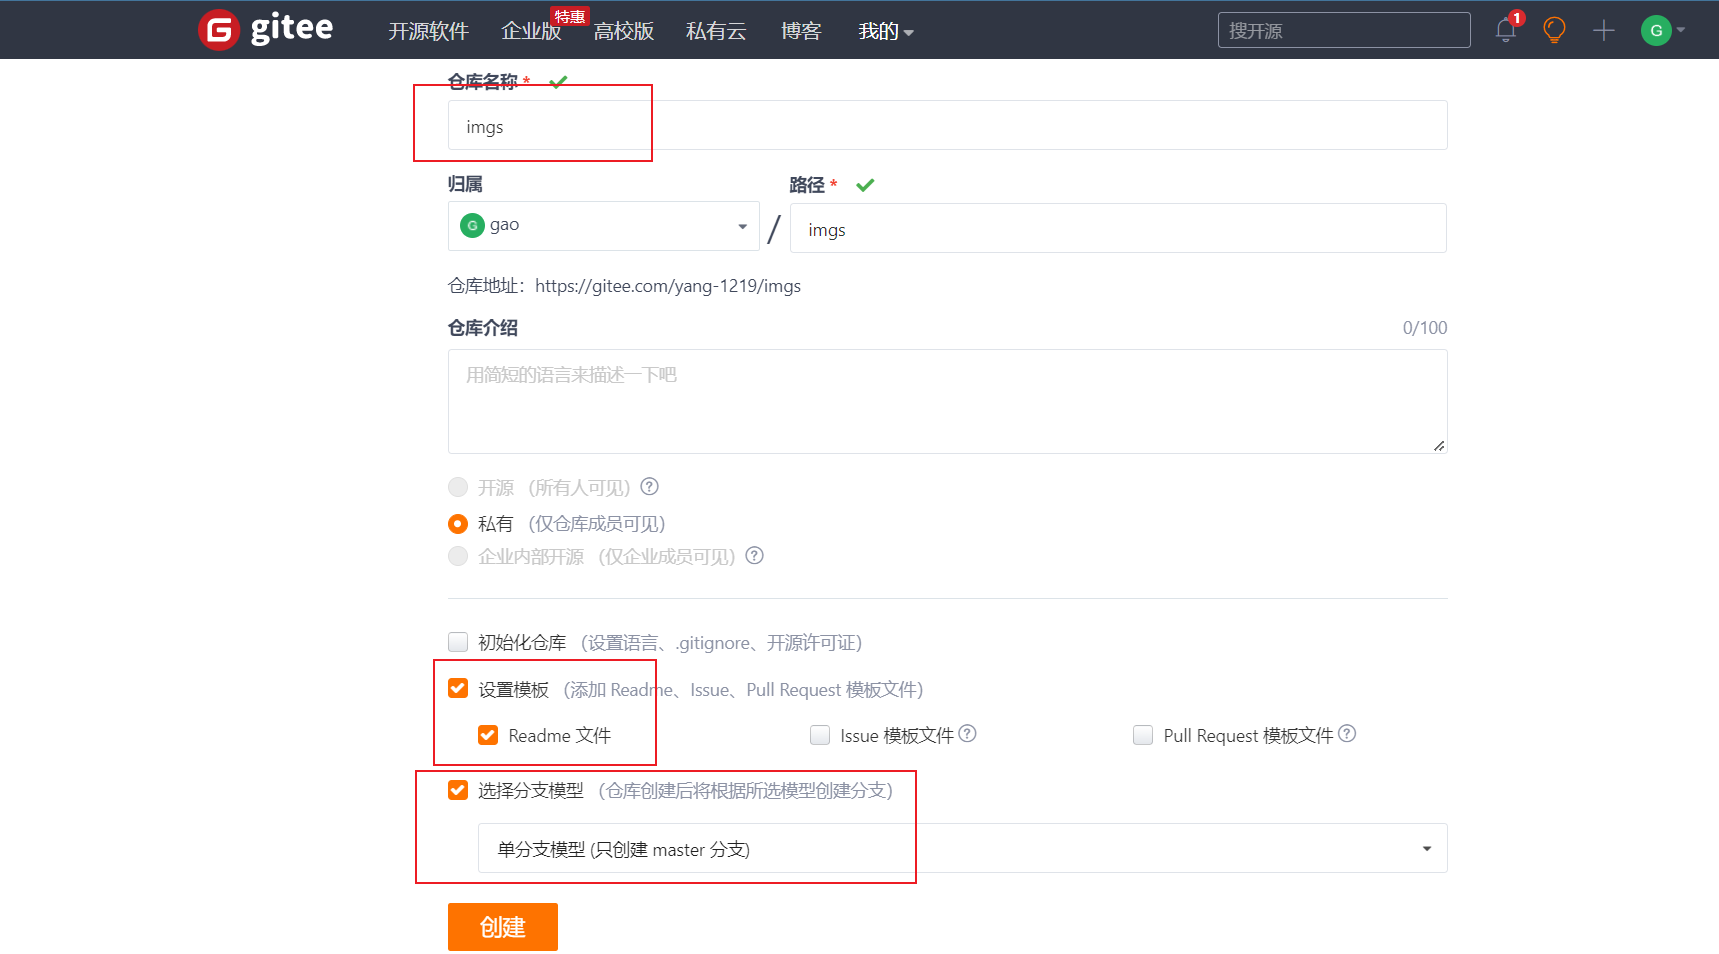 gitee 开源软件 企业版 特惠 高校版 私有云 博客 我的 搜开源 1 G
仓库名称 *
imgs
归属 路径 *
G gao / imgs
仓库地址：https://gitee.com/yang-1219/imgs
仓库介绍 0/100
用简短的语言来描述一下吧
开源 （所有人可见） ?
私有 （仅仓库成员可见）
企业内部开源 （仅企业成员可见） ?
初始化仓库 （设置语言、.gitignore、开源许可证）
设置模板 （添加 Readme、Issue、Pull Request 模板文件）
Readme 文件 Issue 模板文件 ? Pull Request 模板文件 ?
选择分支模型 （仓库创建后将根据所选模型创建分支）
单分支模型 (只创建 master 分支)
创建